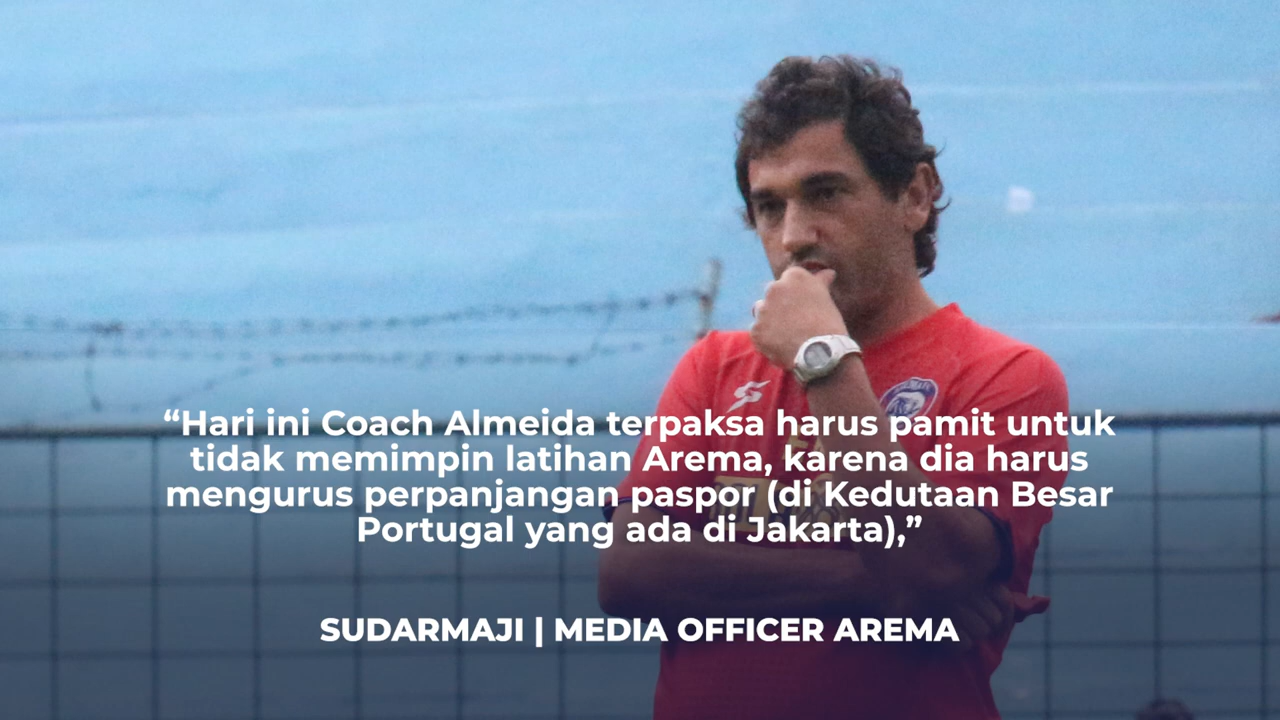 “Hari ini Coach Almeida terpaksa harus pamit untuk
tidak memimpin latihan Arema, karena dia harus
mengurus perpanjangan paspor (di Kedutaan Besar
Portugal yang ada di Jakarta),”
SUDARMAJI | MEDIA OFFICER AREMA